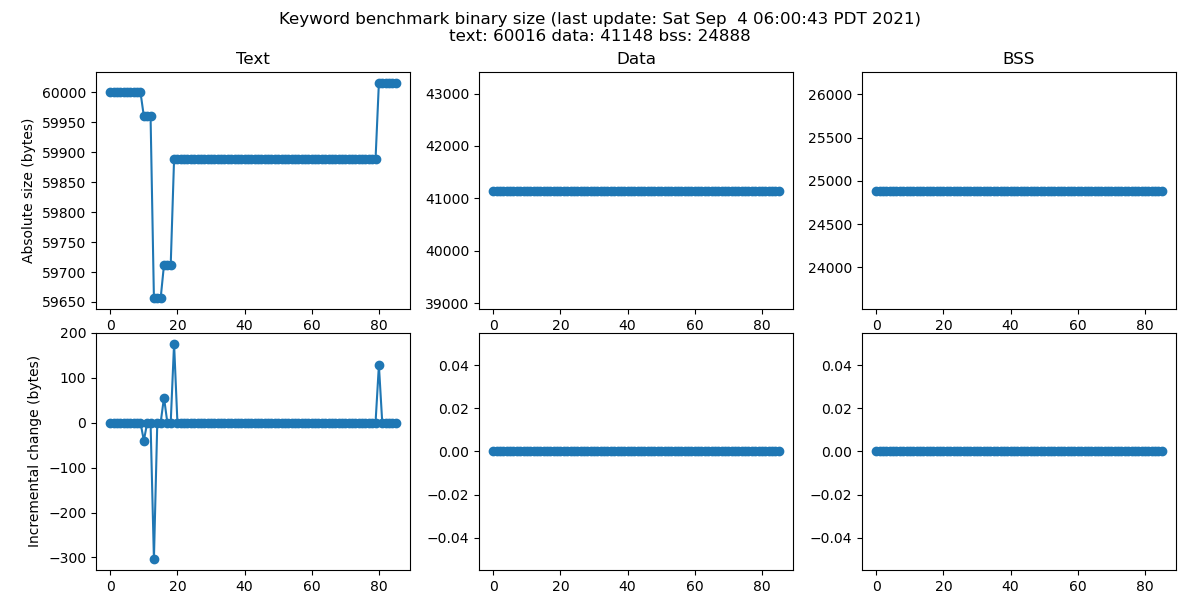 Keyword benchmark binary size (last update: Sat Sep  4 06:00:43 PDT 2021)
text: 60016 data: 41148 bss: 24888
Text
Absolute size (bytes)
60000
59950
59900
59850
59800
59750
59700
59650
0 20 40 60 80
Data
43000
42000
41000
40000
39000
0 20 40 60 80
BSS
26000
25500
25000
24500
24000
0 20 40 60 80
Incremental change (bytes)
200
100
0
−100
−200
−300
0 20 40 60 80
0.04
0.02
0.00
−0.02
−0.04
0 20 40 60 80
0.04
0.02
0.00
−0.02
−0.04
0 20 40 60 80